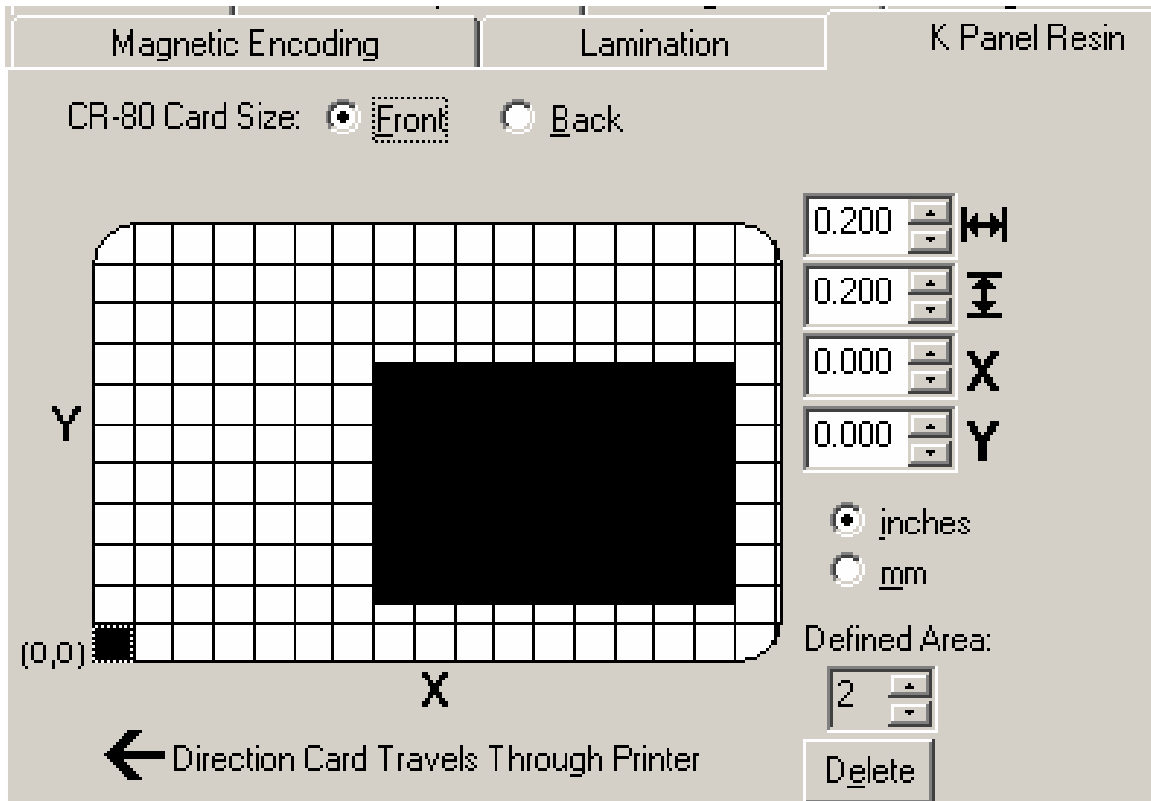 Magnetic Encoding
Lamination
K Panel Resin
CR-80 Card Size: Front Back
0.200
0.200
0.000 X
0.000 Y
Y
inches
mm
(0,0)
Defined Area:
X
2
Direction Card Travels Through Printer
Delete